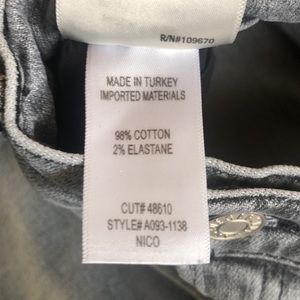 R/N#109670
MADE IN TURKEY
IMPORTED MATERIALS
98% COTTON
2% ELASTANE
CUT# 48610
STYLE# A093-1138
NICO